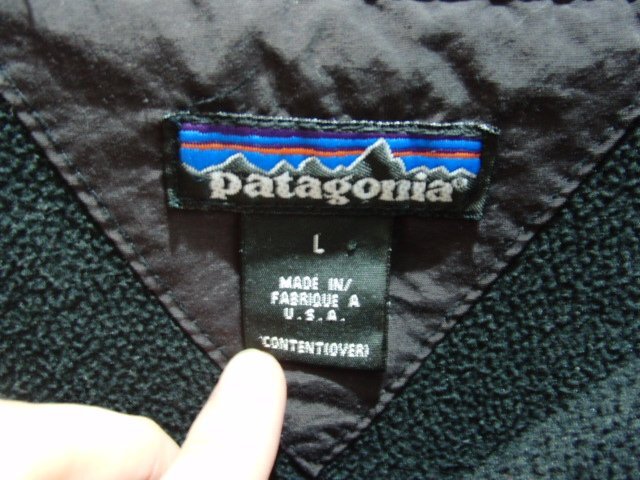 patagonia®
L
MADE IN/
FABRIQUE A
U.S.A.
(CONTENT(OVER)